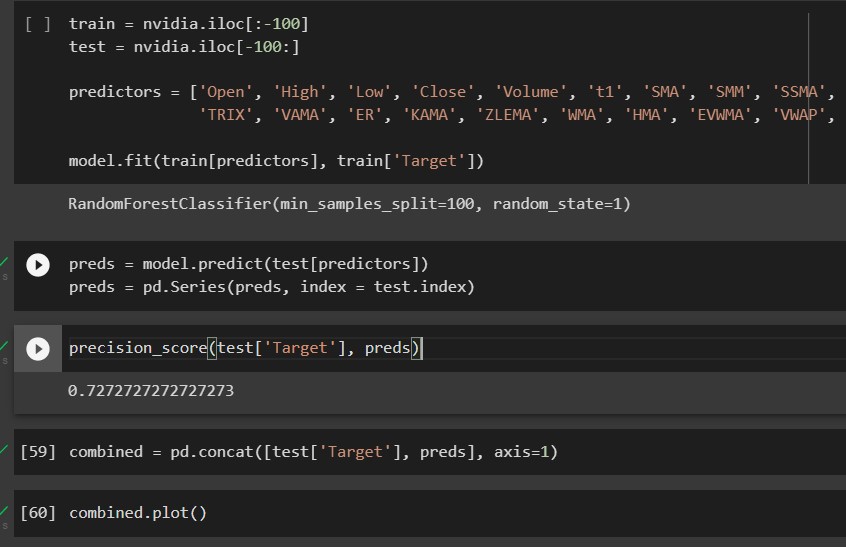 [ ] train = nvidia.iloc[:-100]
test = nvidia.iloc[-100:]
predictors = ['Open', 'High', 'Low', 'Close', 'Volume', 't1', 'SMA', 'SMM', 'SSMA',
'TRIX', 'VAMA', 'ER', 'KAMA', 'ZLEMA', 'WMA', 'HMA', 'EVWMA', 'VWAP',
model.fit(train[predictors], train['Target'])
RandomForestClassifier(min_samples_split=100, random_state=1)
preds = model.predict(test[predictors])
s preds = pd.Series(preds, index = test.index)
precision_score(test['Target'], preds)
s
0.7272727272727273
[59] combined = pd.concat([test['Target'], preds], axis=1)
[60] combined.plot()
s